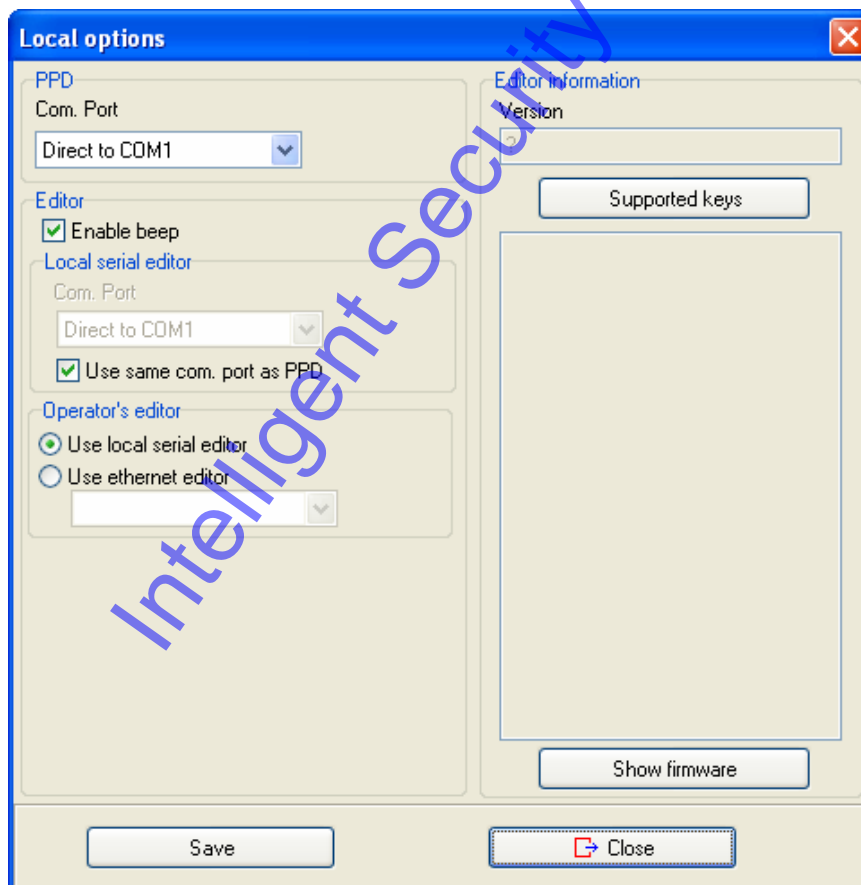 Local options
PPD
Com. Port
Direct to COM1
Editor
Enable beep
Local serial editor
Com. Port
Direct to COM1
Use same com. port as PPD
Operator's editor
Use local serial editor
Use ethernet editor
Editor information
Version
?
Supported keys
Show firmware
Save
Close
Intelligent Security